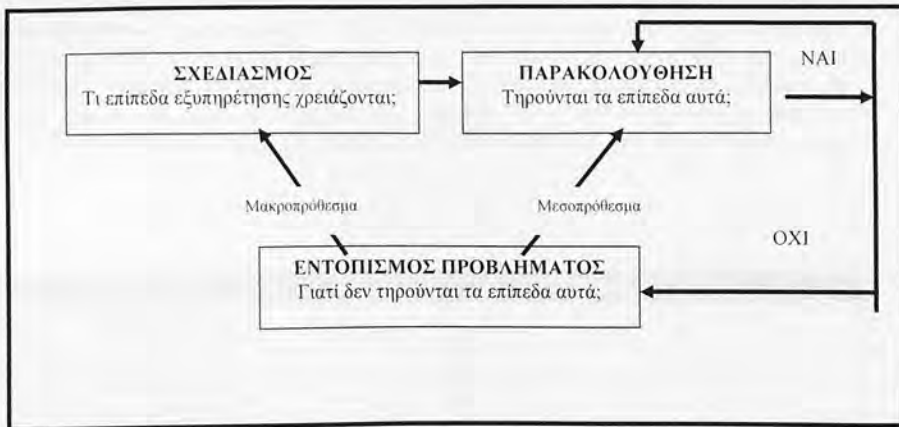 ΣΧΕΔΙΑΣΜΟΣ
Τι επίπεδα εξυπηρέτησης χρειάζονται;
ΠΑΡΑΚΟΛΟΥΘΗΣΗ
Τηρούνται τα επίπεδα αυτά;
ΝΑΙ
Μακροπρόθεσμα
Μεσοπρόθεσμα
ΟΧΙ
ΕΝΤΟΠΙΣΜΟΣ ΠΡΟΒΛΗΜΑΤΟΣ
Γιατί δεν τηρούνται τα επίπεδα αυτά;